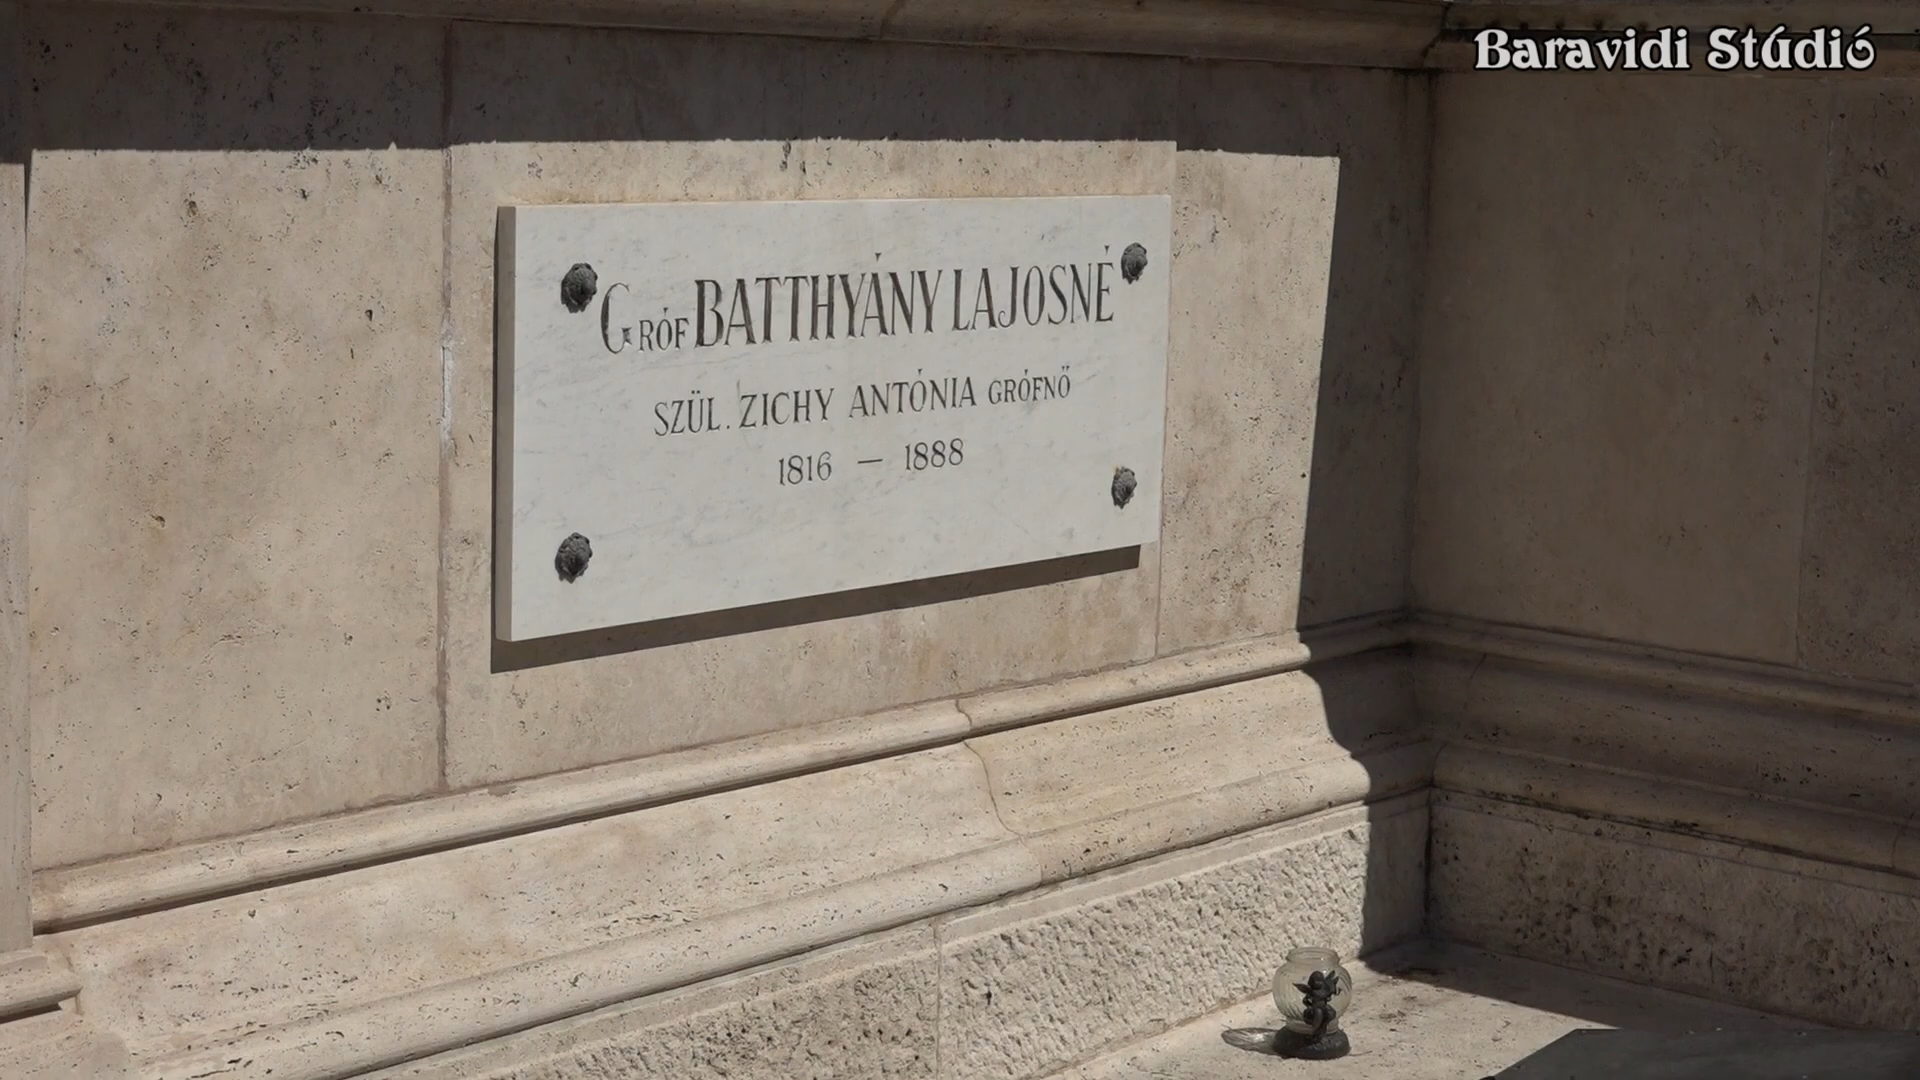 Baravidi Stúdió
GRÓF BATTHYÁNY LAJOSNÉ
SZÜL. ZICHY ANTÓNIA GRÓFNŐ
1816 — 1888